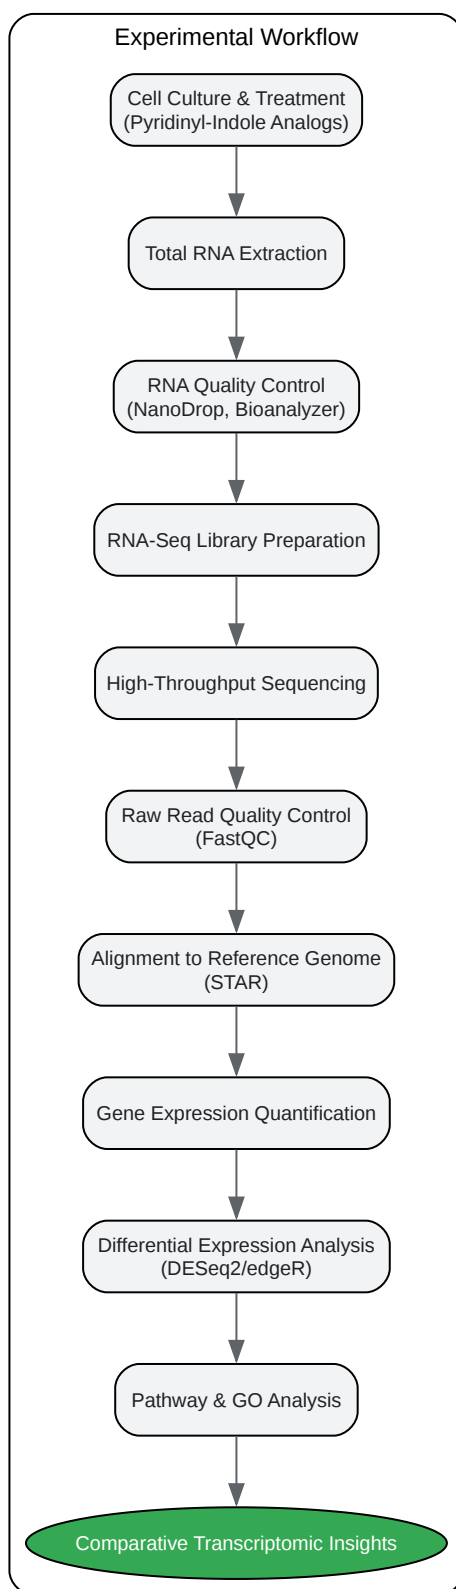 Experimental Workflow
Cell Culture & Treatment
(Pyridinyl-Indole Analogs)
Total RNA Extraction
RNA Quality Control
(NanoDrop, Bioanalyzer)
RNA-Seq Library Preparation
High-Throughput Sequencing
Raw Read Quality Control
(FastQC)
Alignment to Reference Genome
(STAR)
Gene Expression Quantification
Differential Expression Analysis
(DESeq2/edgeR)
Pathway & GO Analysis
Comparative Transcriptomic Insights